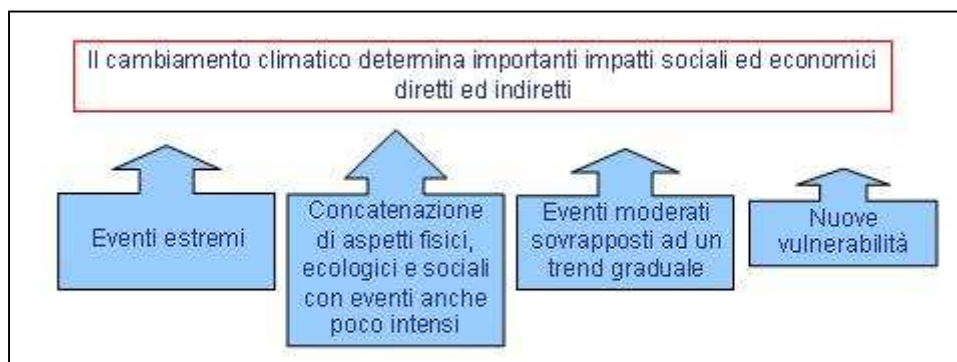 Il cambiamento climatico determina importanti impatti sociali ed economici
diretti ed indiretti
Eventi estremi
Concatenazione
di aspetti fisici,
ecologici e sociali
con eventi anche
poco intensi
Eventi moderati
sovrapposti ad un
trend graduale
Nuove
vulnerabilità